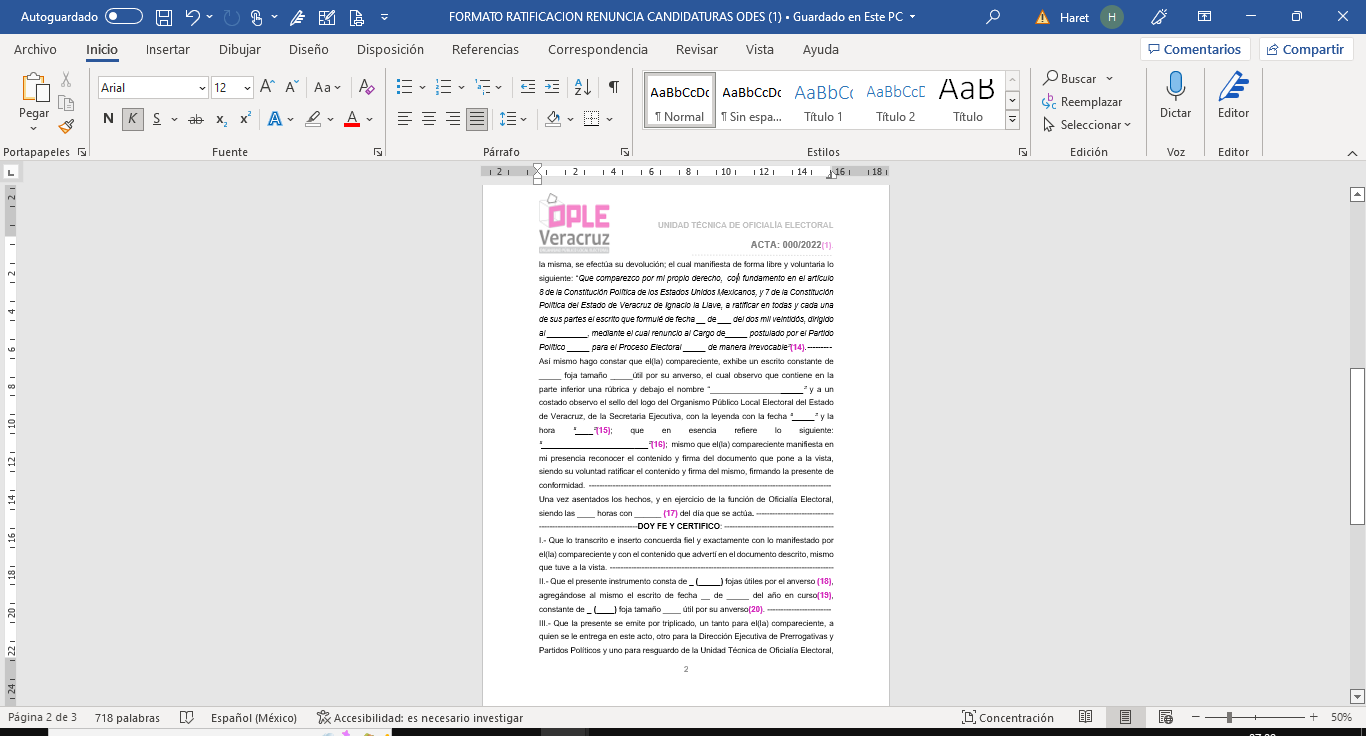 Autoguardado
FORMATO RATIFICACION RENUNCIA CANDIDATURAS ODES (1) • Guardado en Este PC
Haret
H
Archivo Inicio Insertar Dibujar Diseño Disposición Referencias Correspondencia Revisar Vista Ayuda
Comentarios Compartir
Pegar
Portapapeles
Arial 12
N K S ab x₂ x²
Fuente
Párrafo
AaBbCcDc AaBbCcDc AaBbCc AaBbCcD AaB
¶ Normal ¶ Sin espa... Título 1 Título 2 Título
Estilos
Buscar
Reemplazar
Seleccionar
Edición
Dictar
Voz
Editor
Editor
2 2 4 6 8 10 12 14 16 18
OPLE
Veracruz
UNIDAD TÉCNICA DE OFICIALÍA ELECTORAL
ACTA: 000/2022(1).
la misma, se efectúa su devolución; el cual manifiesta de forma libre y voluntaria lo
siguiente: "Que comparezco por mi propio derecho, con fundamento en el artículo
8 de la Constitución Política de los Estados Unidos Mexicanos, y 7 de la Constitución
Política del Estado de Veracruz de Ignacio la Llave, a ratificar en todas y cada una
de sus partes el escrito que formulé de fecha __ de ___ del dos mil veintidós, dirigido
al _________, mediante el cual renuncio al Cargo de_____ postulado por el Partido
Político _____ para el Proceso Electoral _____ de manera irrevocable"(14).---------
Así mismo hago constar que el(la) compareciente, exhibe un escrito constante de
_____ foja tamaño _____útil por su anverso, el cual observo que contiene en la
parte inferior una rúbrica y debajo el nombre "_____________________" y a un
costado observo el sello del logo del Organismo Público Local Electoral del Estado
de Veracruz, de la Secretaria Ejecutiva, con la leyenda con la fecha "_____" y la
hora "____"(15); que en esencia refiere lo siguiente:
"________________________"(16); mismo que el(la) compareciente manifiesta en
mi presencia reconocer el contenido y firma del documento que pone a la vista,
siendo su voluntad ratificar el contenido y firma del mismo, firmando la presente de
conformidad. --------------------------------------------------------------------------------
Una vez asentados los hechos, y en ejercicio de la función de Oficialía Electoral,
siendo las ____ horas con ______ (17) del día que se actúa. --------------------------
---------------------------------DOY FE Y CERTIFICO: ------------------------------------
I.- Que lo transcrito e inserto concuerda fiel y exactamente con lo manifestado por
el(la) compareciente y con el contenido que advertí en el documento descrito, mismo
que tuve a la vista. --------------------------------------------------------------------------
II.- Que el presente instrumento consta de _ (_____) fojas útiles por el anverso (18),
agregándose al mismo el escrito de fecha __ de _____ del año en curso(19),
constante de _ (____) foja tamaño ____ útil por su anverso(20). ---------------------
III.- Que la presente se emite por triplicado, un tanto para el(la) compareciente, a
quien se le entrega en este acto, otro para la Dirección Ejecutiva de Prerrogativas y
Partidos Políticos y uno para resguardo de la Unidad Técnica de Oficialía Electoral,
2
Página 2 de 3 718 palabras Español (México) Accesibilidad: es necesario investigar
Concentración 50%